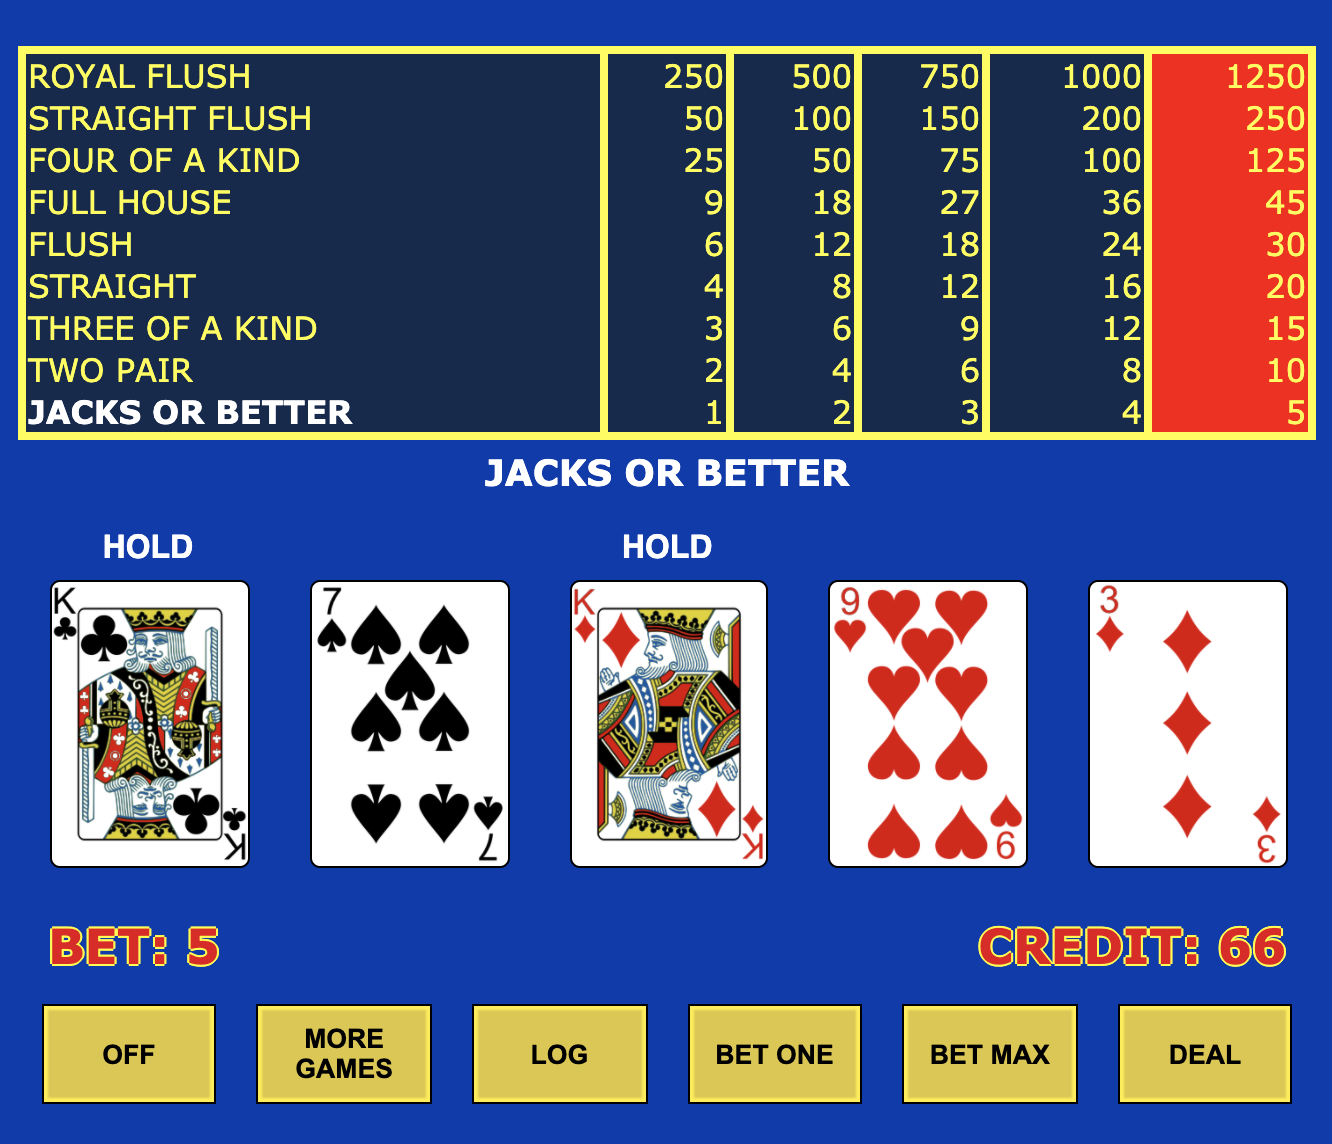 ROYAL FLUSH 250 500 750 1000 1250
STRAIGHT FLUSH 50 100 150 200 250
FOUR OF A KIND 25 50 75 100 125
FULL HOUSE 9 18 27 36 45
FLUSH 6 12 18 24 30
STRAIGHT 4 8 12 16 20
THREE OF A KIND 3 6 9 12 15
TWO PAIR 2 4 6 8 10
JACKS OR BETTER 1 2 3 4 5
JACKS OR BETTER
HOLD HOLD
K 7 K 9 3
K 7 K 9 3
BET: 5 CREDIT: 66
OFF
MORE
GAMES
LOG
BET ONE
BET MAX
DEAL